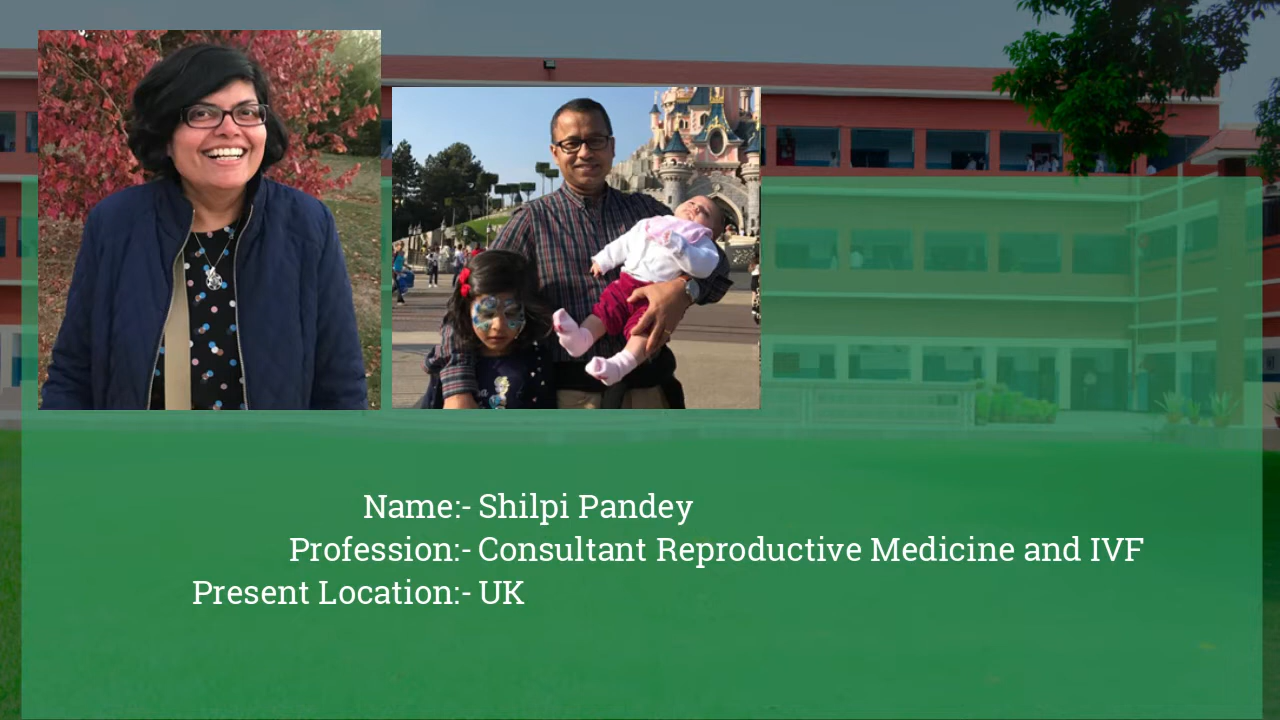 Name:- Shilpi Pandey
Profession:- Consultant Reproductive Medicine and IVF
Present Location:- UK